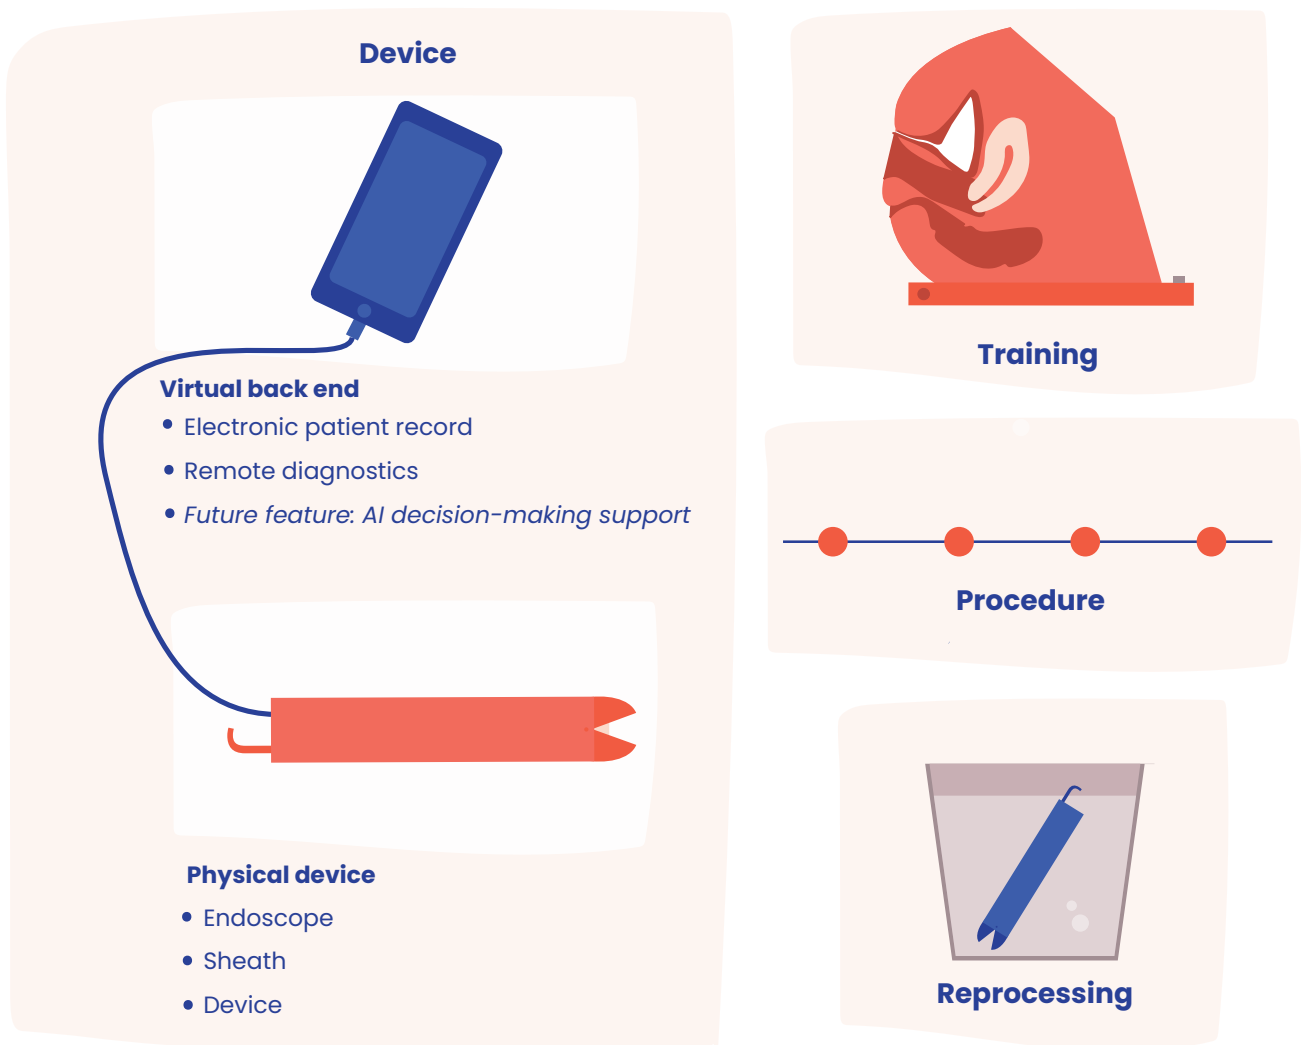 Device
Virtual back end
Electronic patient record
Remote diagnostics
Future feature: AI decision-making support
Physical device
Endoscope
Sheath
Device
Training
Procedure
Reprocessing